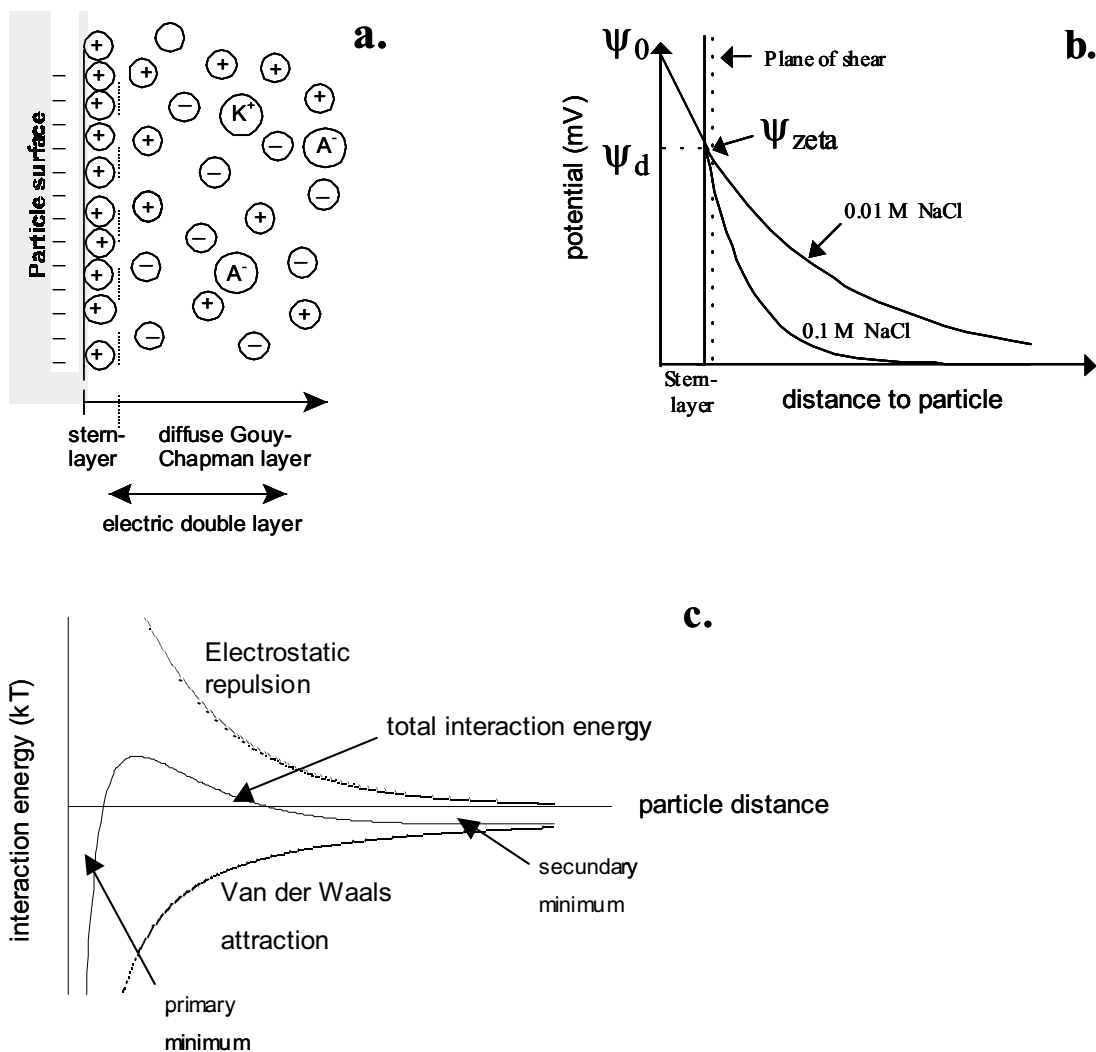 a.
Particle surface
K+
A-
A-
stern-
layer
diffuse Gouy-
Chapman layer
electric double layer
b.
Ψ0
Plane of shear
Ψzeta
Ψd
potential (mV)
0.01 M NaCl
0.1 M NaCl
Stern-
layer
distance to particle
c.
Electrostatic
repulsion
total interaction energy
interaction energy (kT)
particle distance
secundary
minimum
Van der Waals
attraction
primary
minimum